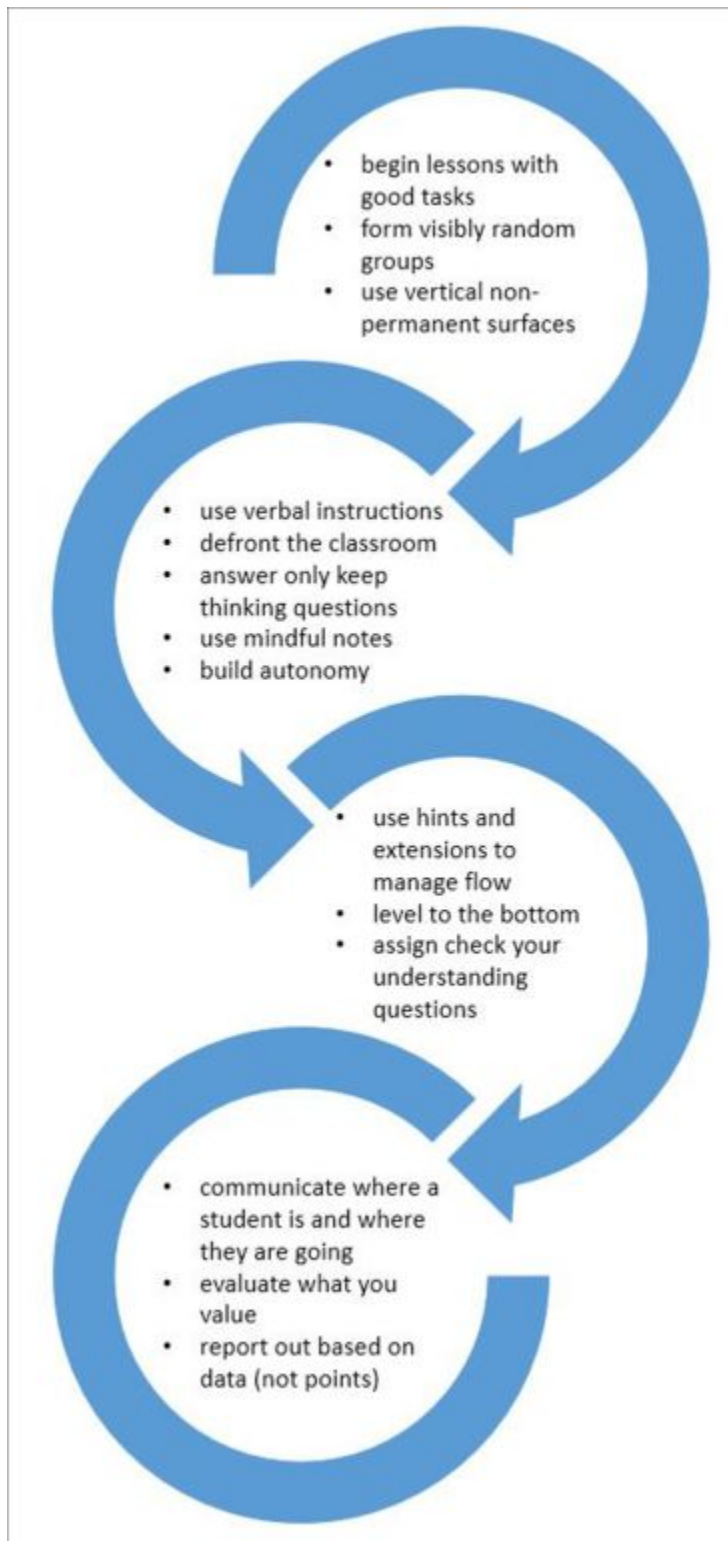 • begin lessons with
good tasks
• form visibly random
groups
• use vertical non-
permanent surfaces
• use verbal instructions
• defront the classroom
• answer only keep
thinking questions
• use mindful notes
• build autonomy
• use hints and
extensions to
manage flow
• level to the bottom
• assign check your
understanding
questions
• communicate where a
student is and where
they are going
• evaluate what you
value
• report out based on
data (not points)